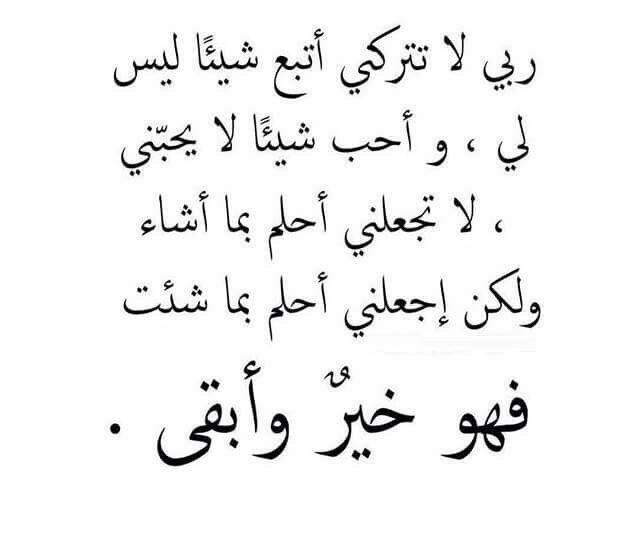 ربي لا تتركني أتبع شيئًا ليس
لي ، و أحب شيئًا لا يحبّني
، لا تجعلني أحلم بما أشاء
ولكن إجعلني أحلم بما شئت
فهو خيرٌ وأبقى .